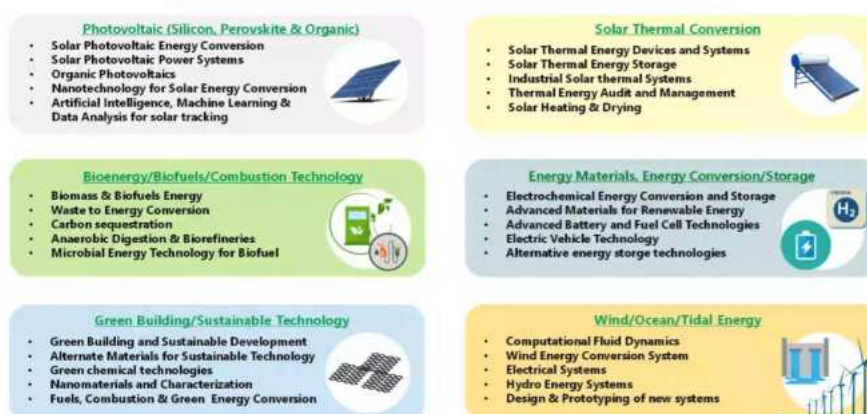 Photovoltaic (Silicon, Perovskite & Organic)
• Solar Photovoltaic Energy Conversion
• Solar Photovoltaic Power Systems
• Organic Photovoltaics
• Nanotechnology for Solar Energy Conversion
• Artificial Intelligence, Machine Learning &
Data Analysis for solar tracking
Solar Thermal Conversion
• Solar Thermal Energy Devices and Systems
• Solar Thermal Energy Storage
• Industrial Solar thermal Systems
• Thermal Energy Audit and Management
• Solar Heating & Drying
Bioenergy/Biofuels/Combustion Technology
• Biomass & Biofuels Energy
• Waste to Energy Conversion
• Carbon sequestration
• Anaerobic Digestion & Biorefineries
• Microbial Energy Technology for Biofuel
Energy Materials, Energy Conversion/Storage
• Electrochemical Energy Conversion and Storage
• Advanced Materials for Renewable Energy
• Advanced Battery and Fuel Cell Technologies
• Electric Vehicle Technology
• Alternative energy storge technologies
H2
Green Building/Sustainable Technology
• Green Building and Sustainable Development
• Alternate Materials for Sustainable Technology
• Green chemical technologies
• Nanomaterials and Characterization
• Fuels, Combustion & Green Energy Conversion
Wind/Ocean/Tidal Energy
• Computational Fluid Dynamics
• Wind Energy Conversion System
• Electrical Systems
• Hydro Energy Systems
• Design & Prototyping of new systems